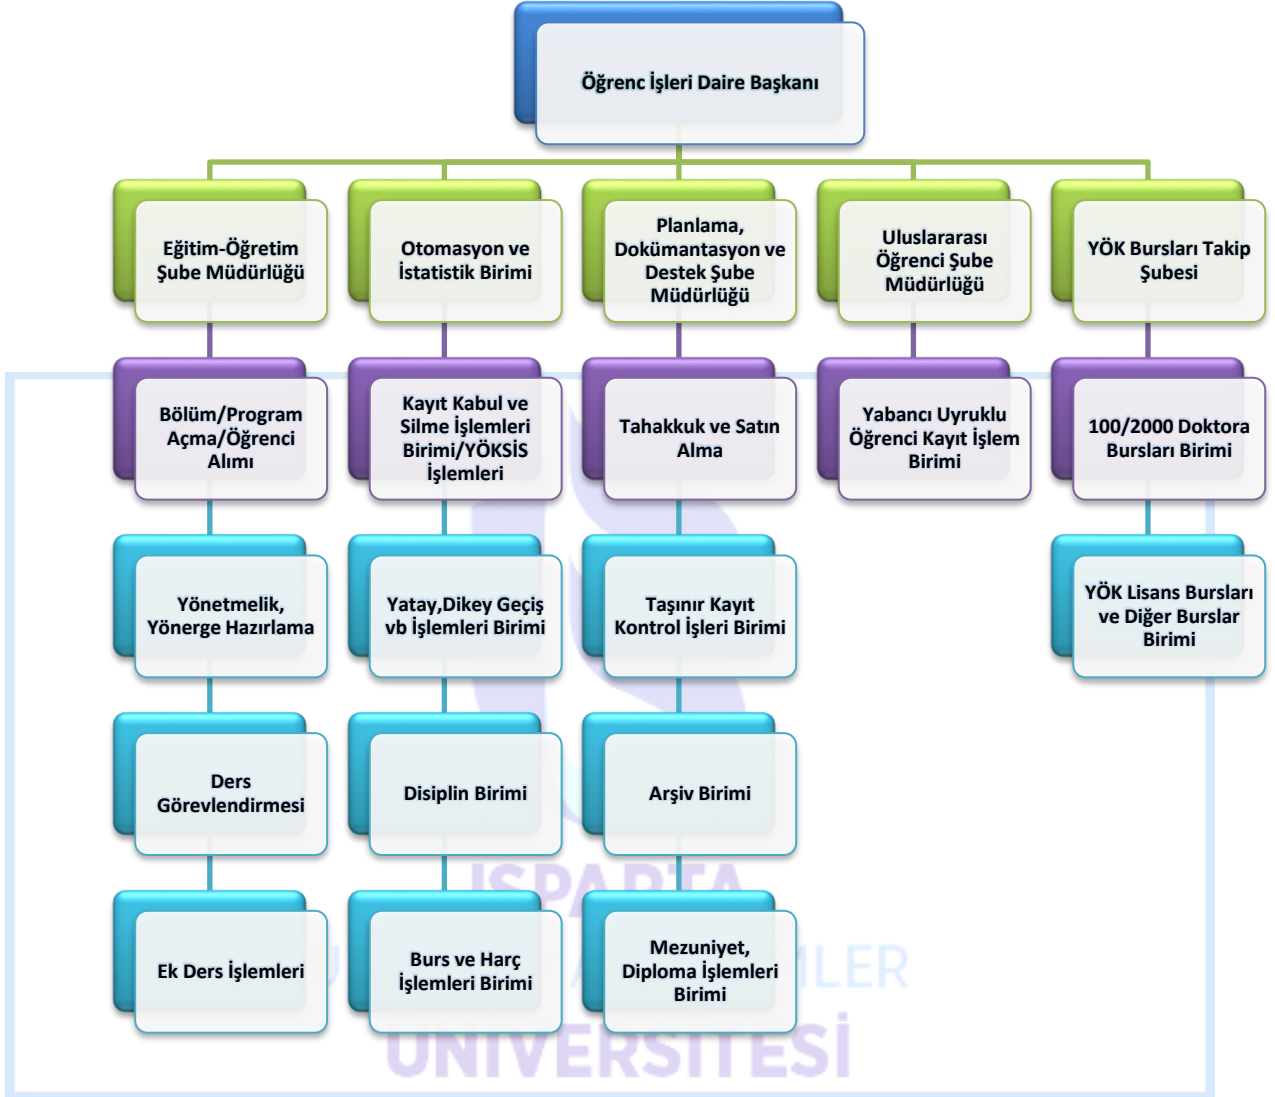 Öğrenc İşleri Daire Başkanı
Eğitim-Öğretim
Şube Müdürlüğü
Otomasyon ve
İstatistik Birimi
Planlama,
Dokümantasyon ve
Destek Şube
Müdürlüğü
Uluslararası
Öğrenci Şube
Müdürlüğü
YÖK Bursları Takip
Şubesi
Bölüm/Program
Açma/Öğrenci
Alımı
Kayıt Kabul ve
Silme İşlemleri
Birimi/YÖKSİS
İşlemleri
Tahakkuk ve Satın
Alma
Yabancı Uyruklu
Öğrenci Kayıt İşlem
Birimi
100/2000 Doktora
Bursları Birimi
Yönetmelik,
Yönerge Hazırlama
Yatay,Dikey Geçiş
vb İşlemleri Birimi
Taşınır Kayıt
Kontrol İşleri Birimi
YÖK Lisans Bursları
ve Diğer Burslar
Birimi
Ders
Görevlendirmesi
Disiplin Birimi
Arşiv Birimi
Ek Ders İşlemleri
Burs ve Harç
İşlemleri Birimi
Mezuniyet,
Diploma İşlemleri
Birimi
ISPARTA
ÜNİVERSİTESİ